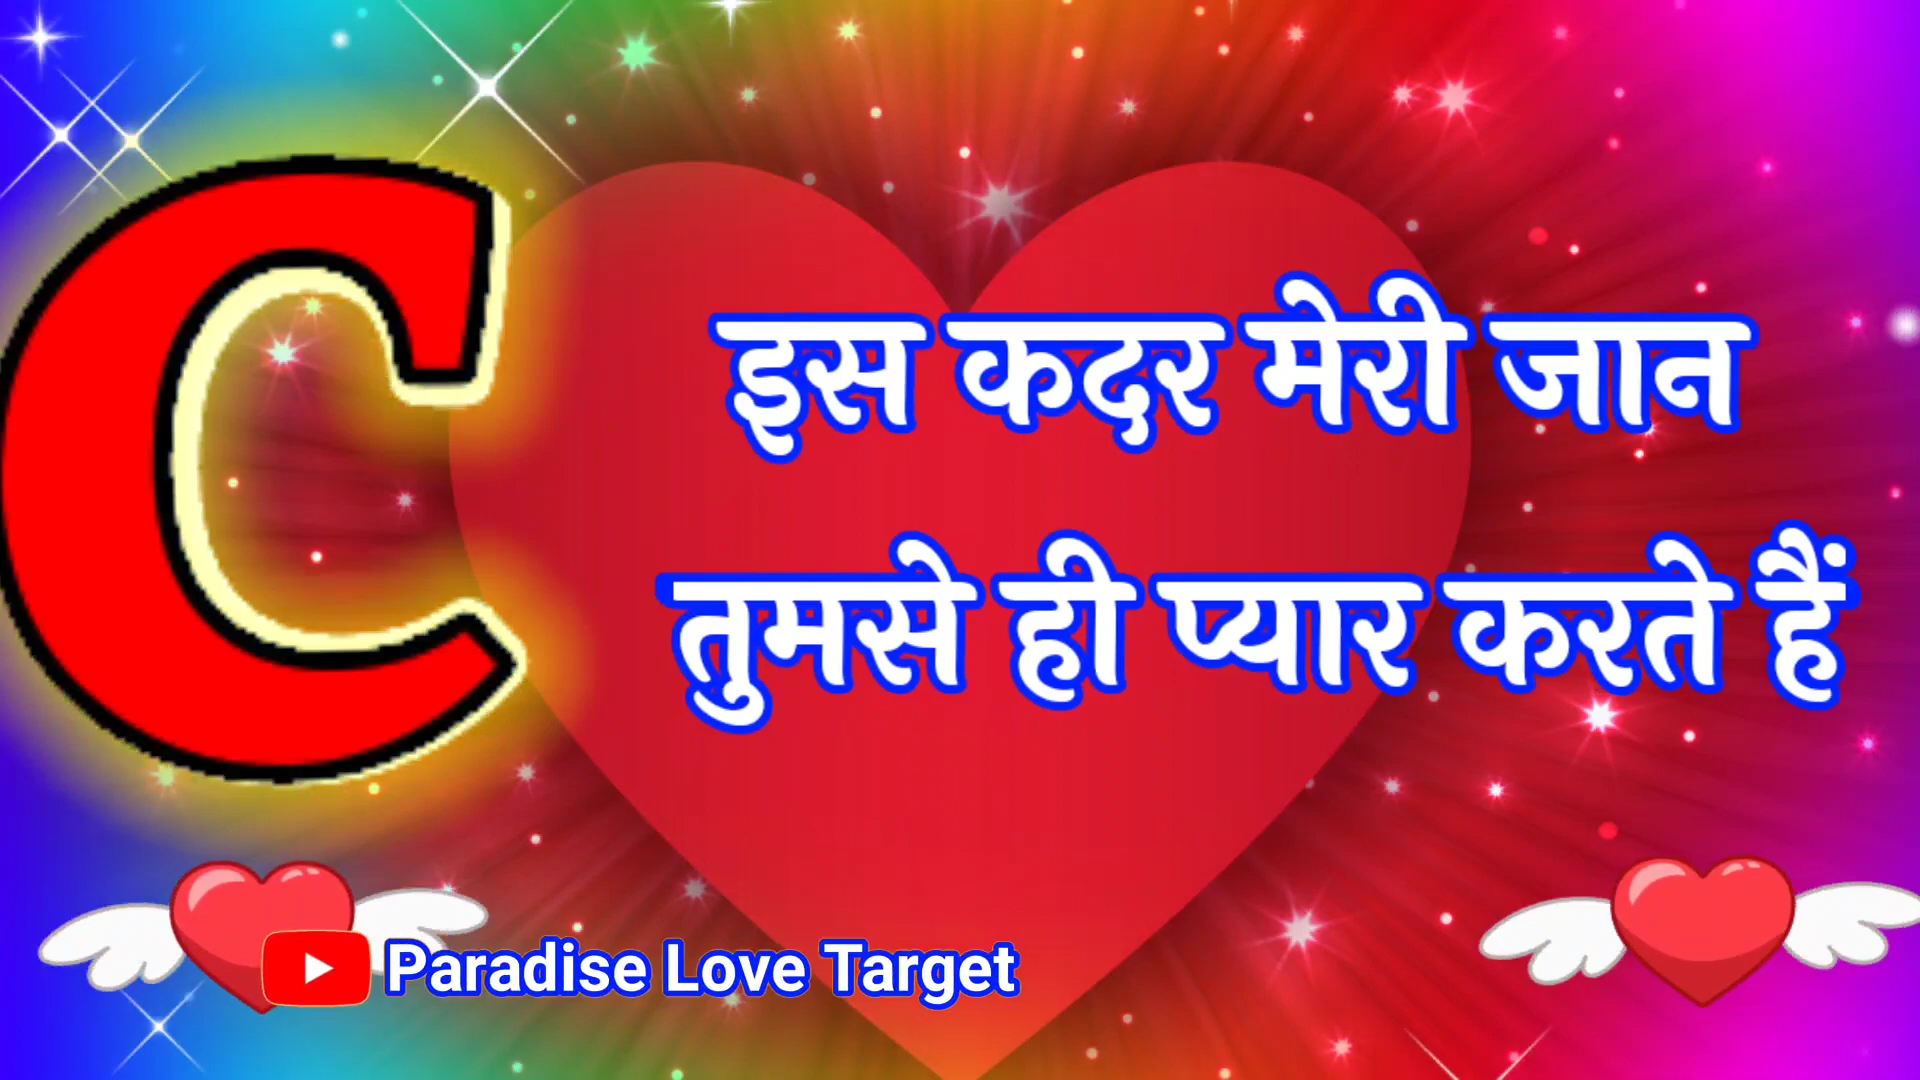 C
इस कदर मेरी जान
तुमसे ही प्यार करते हैं
Paradise Love Target